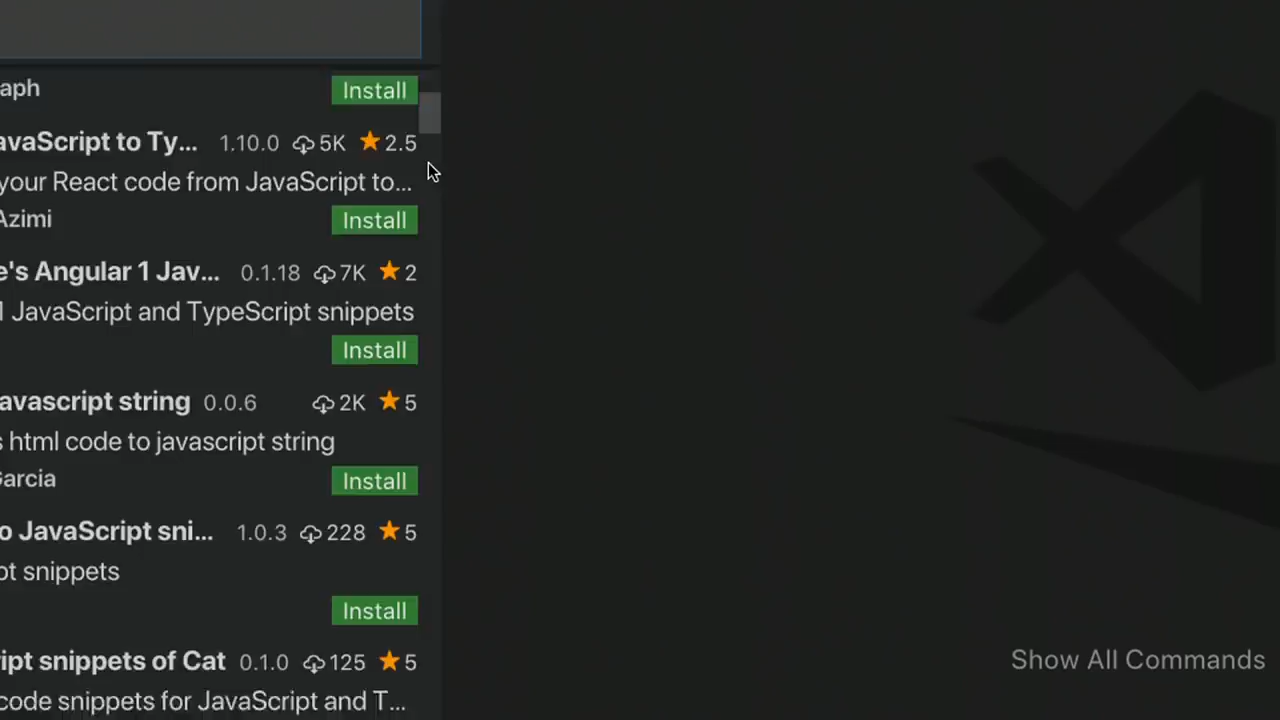 aph
Install
avaScript to Ty... 1.10.0 5K 2.5
your React code from JavaScript to...
Azimi
Install
e's Angular 1 Jav... 0.1.18 7K 2
1 JavaScript and TypeScript snippets
Install
avascript string 0.0.6 2K 5
s html code to javascript string
Garcia
Install
o JavaScript sni... 1.0.3 228 5
pt snippets
Install
ript snippets of Cat 0.1.0 125 5
code snippets for JavaScript and T...
Show All Commands